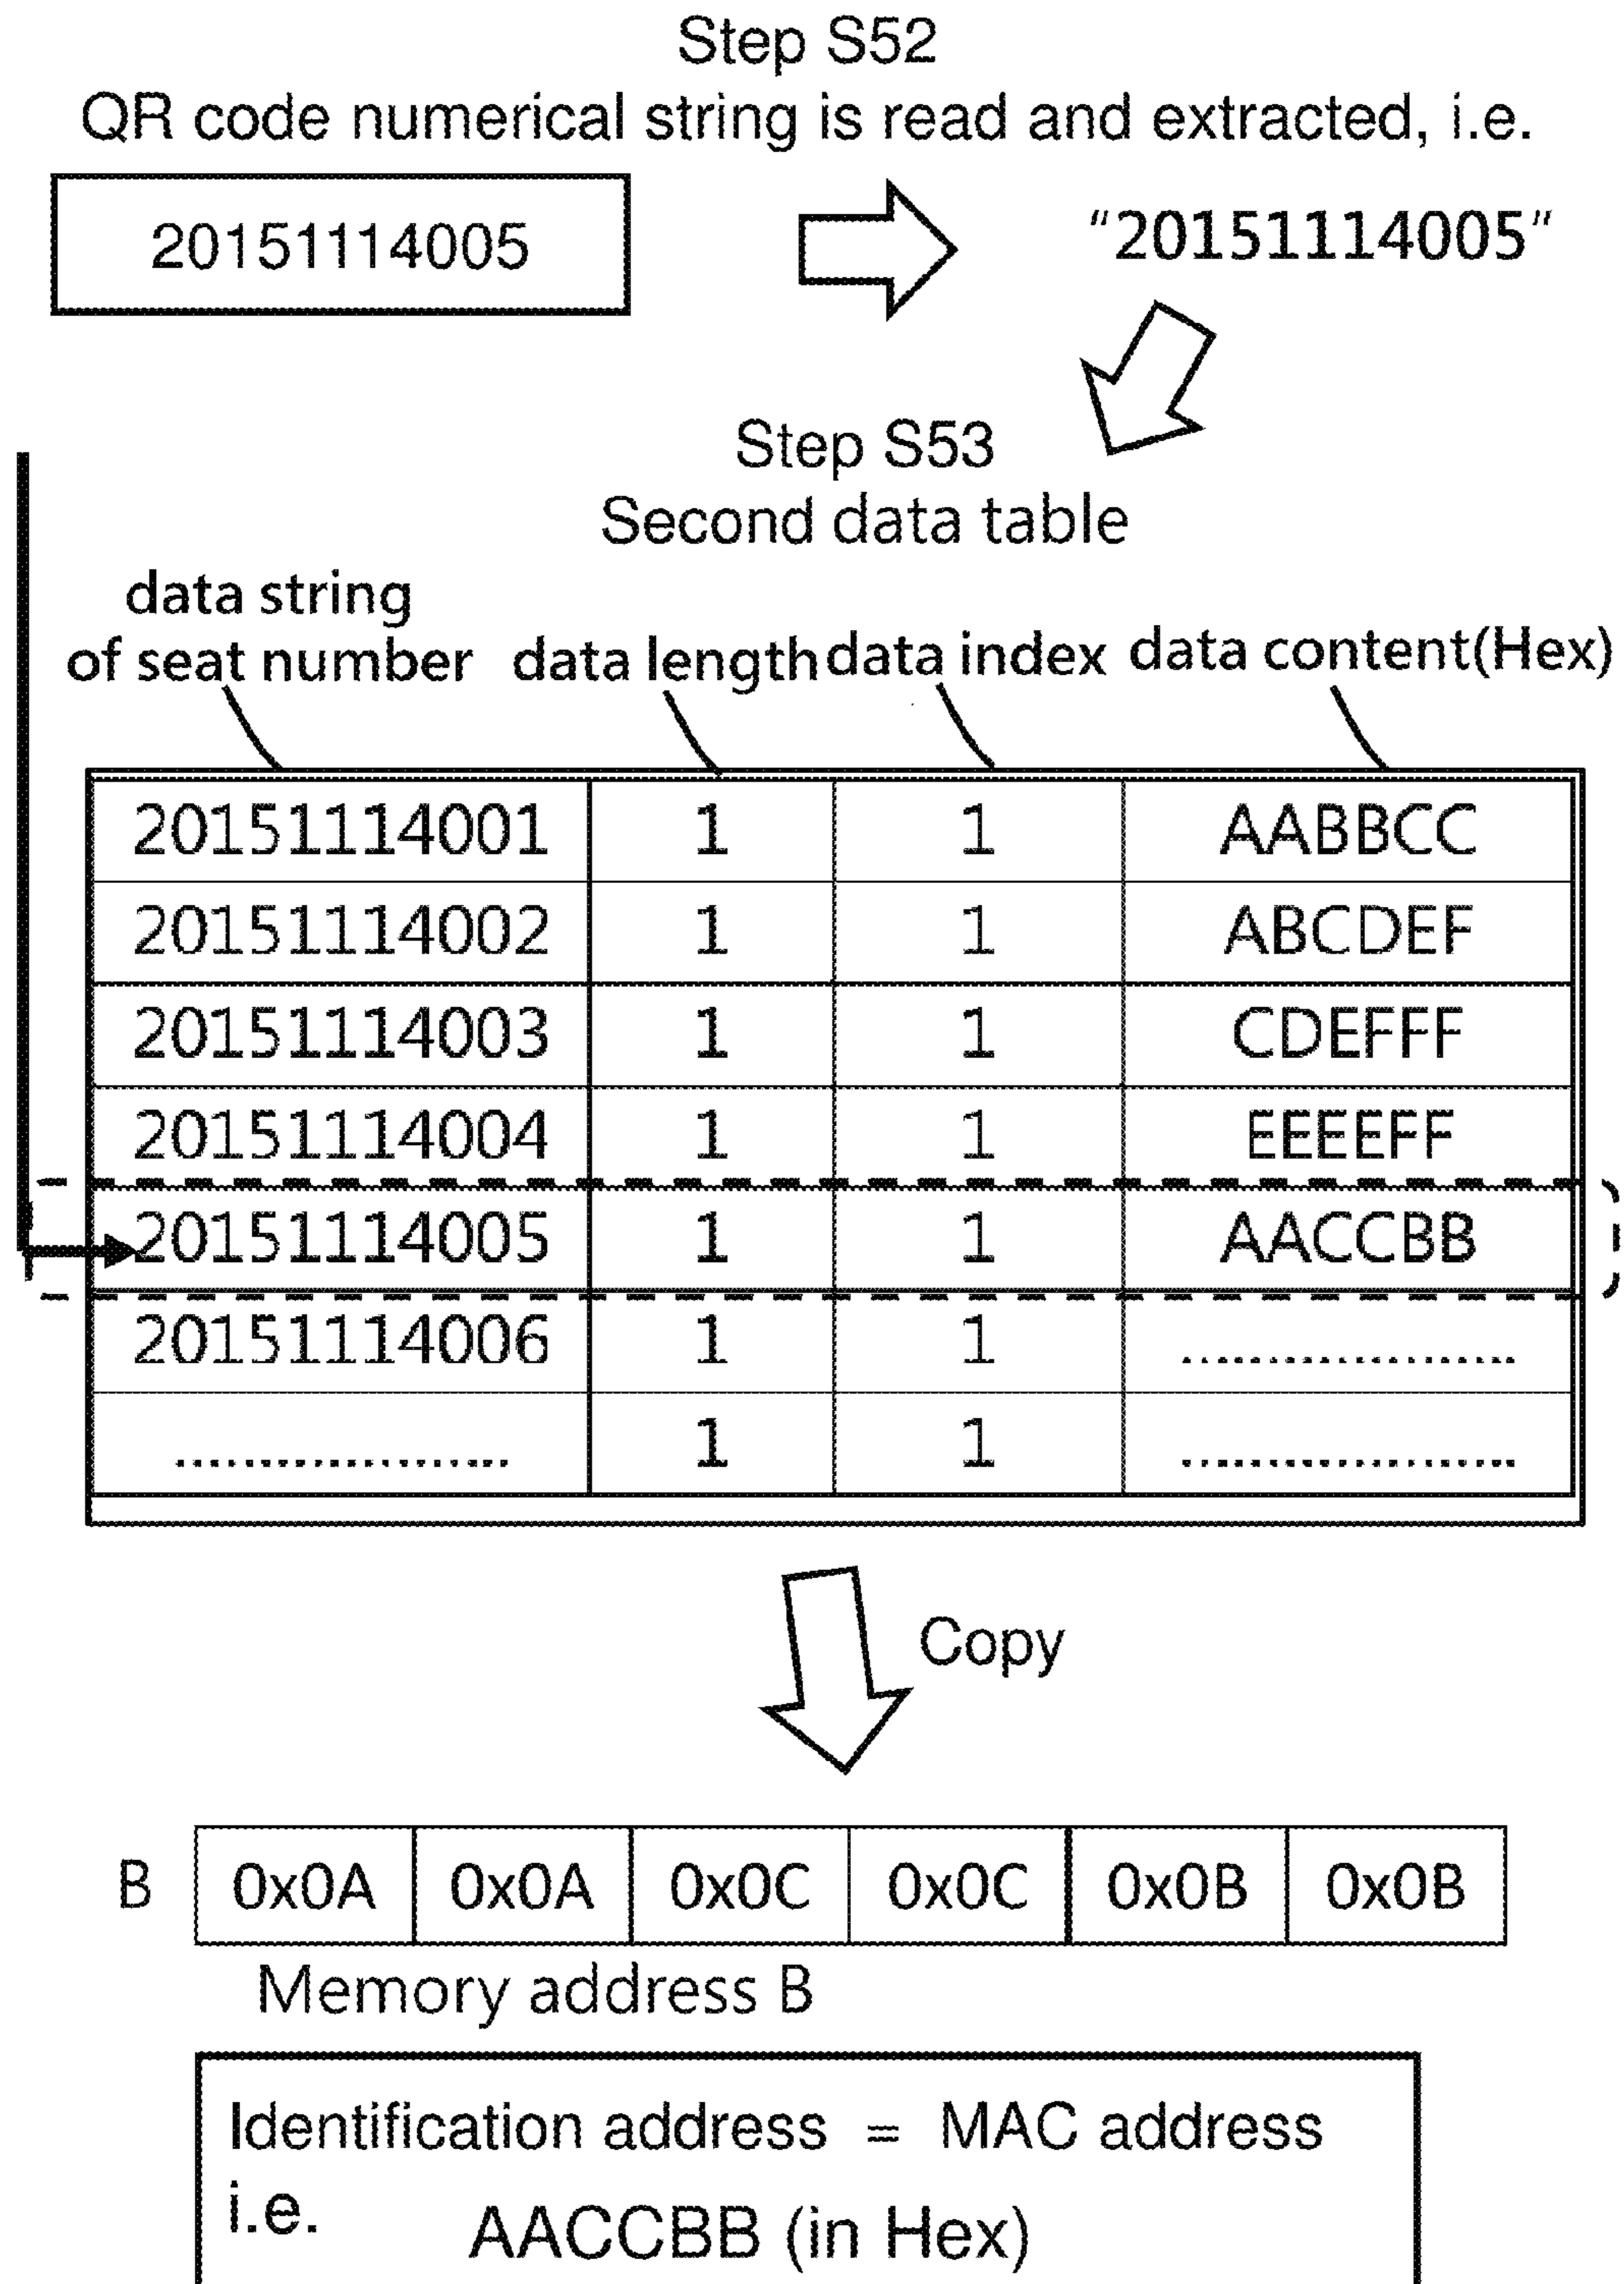 Step S52
QR code numerical string is read and extracted, i.e.
20151114005 "20151114005"
Step S53
Second data table
data string
of seat number data length data index data content(Hex)
20151114001 1 1 AABBCC
20151114002 1 1 ABCDEF
20151114003 1 1 CDEFFF
20151114004 1 1 EEEEFF
20151114005 1 1 AACCBB
20151114006 1 1 ...................
................... 1 1 ...................
Copy
B 0x0A 0x0A 0x0C 0x0C 0x0B 0x0B
Memory address B
Identification address = MAC address
i.e. AACCBB (in Hex)